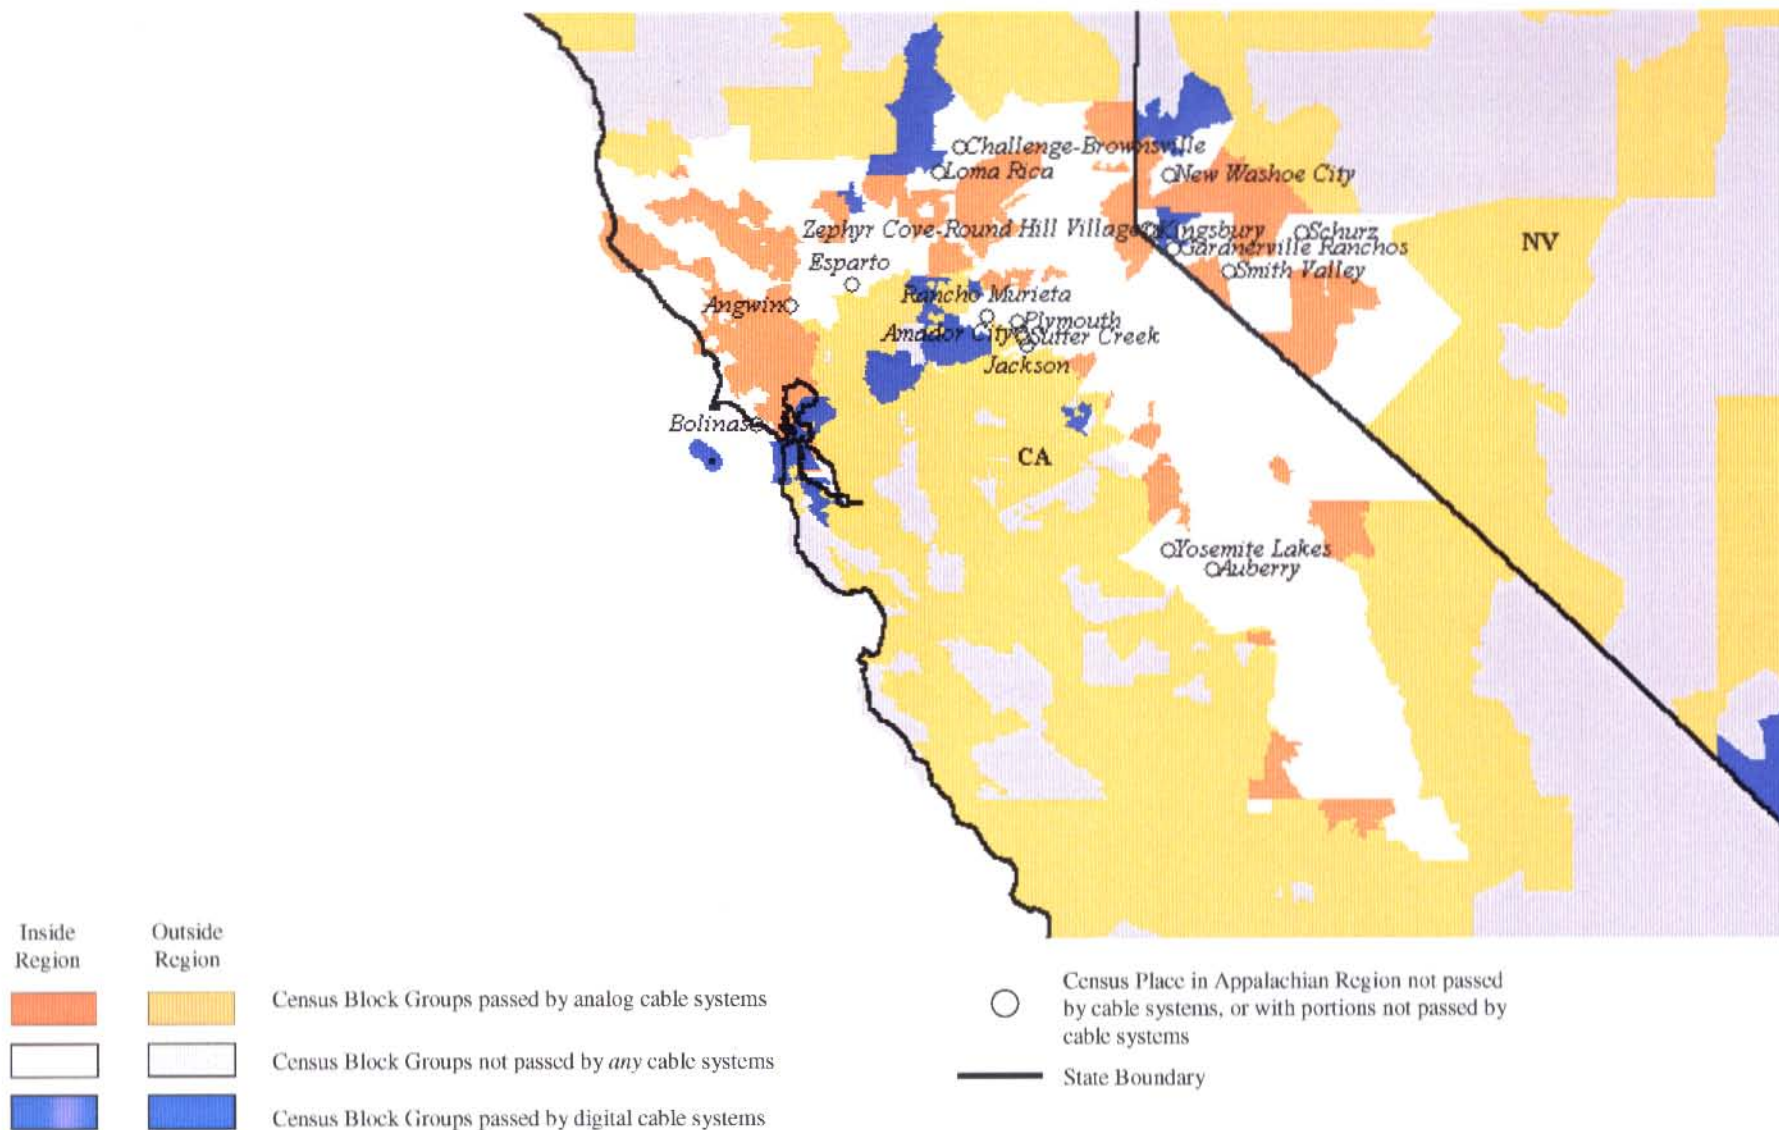 Challenge-Brownsville
Loma Rica
New Washoe City
Zephyr Cove-Round Hill Village
Kingsbury
Schurz
Gardnerville Ranchos
NV
Esparto
Smith Valley
Angwin
Rancho Murieta
Plymouth
Amador City
Sutter Creek
Jackson
Bolinas
CA
Yosemite Lakes
Auberry
Inside
Region
Outside
Region
Census Block Groups passed by analog cable systems
Census Block Groups not passed by any cable systems
Census Block Groups passed by digital cable systems
Census Place in Appalachian Region not passed
by cable systems, or with portions not passed by
cable systems
State Boundary